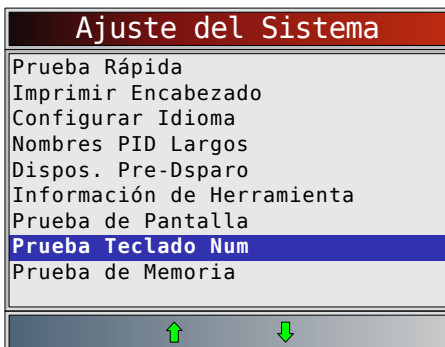 Ajuste del Sistema
Prueba Rápida
Imprimir Encabezado
Configurar Idioma
Nombres PID Largos
Dispos. Pre-Dsparo
Información de Herramienta
Prueba de Pantalla
Prueba Teclado Num
Prueba de Memoria